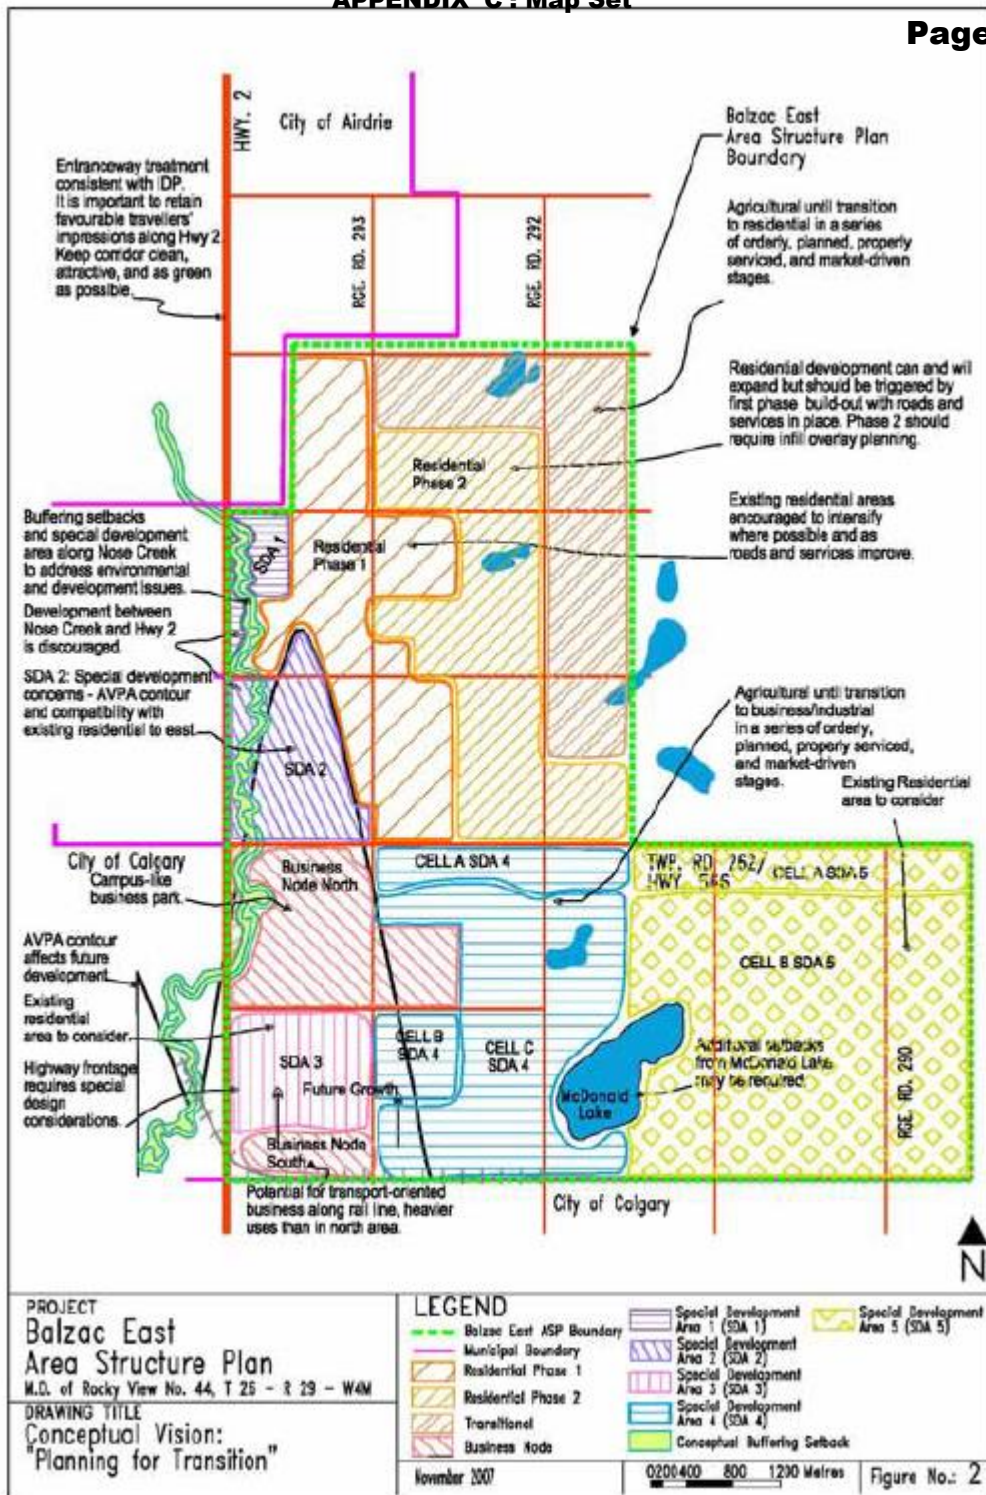 APPENDIX 'C': Map Set
Page
HWY. 2
City of Airdrie
Balzac East
Area Structure Plan
Boundary
Entranceway treatment
consistent with IDP.
It is important to retain
favourable travellers'
impressions along Hwy 2
Keep corridor clean,
attractive, and as green
as possible.
RGE. RD. 293
RGE. RD. 292
Agricultural until transition
to residential in a series
of orderly, planned, properly
serviced, and market-driven
stages.
Residential development can and will
expand but should be triggered by
first phase build-out with roads and
services in place. Phase 2 should
require infill overlay planning.
Residential
Phase 2
Existing residential areas
encouraged to intensify
where possible and as
roads and services improve.
Buffering setbacks
and special development
area along Nose Creek
to address environmental
and development issues.
SDA 1
Residential
Phase 1
Development between
Nose Creek and Hwy 2
is discouraged.
SDA 2: Special development
concerns - AVPA contour
and compatibility with
existing residential to east.
SDA 2
Agricultural until transition
to business/industrial
in a series of orderly,
planned, properly serviced,
and market-driven
stages.
Existing Residential
area to consider
City of Calgary
Campus-like
business park.
Business
Node North
CELL A SDA 4
TWP. RD. 262/
HWY 566
CELL A SDA 5
AVPA contour
affects future
development
CELL B SDA 5
Existing
residential
area to consider
SDA 3
CELL B
SDA 4
CELL C
SDA 4
Additional setbacks
from McDonald Lake
may be required.
Highway frontage
requires special
design
considerations.
Future Growth
McDonald
Lake
RGE. RD. 290
Business Node
South
Potential for transport-oriented
business along rail line, heavier
uses than in north area.
City of Calgary
N
PROJECT
Balzac East
Area Structure Plan
M.D. of Rocky View No. 44, T 26 - R 29 - W4M
DRAWING TITLE
Conceptual Vision:
"Planning for Transition"
LEGEND
Balzac East ASP Boundary
Municipal Boundary
Residential Phase 1
Residential Phase 2
Transitional
Business Node
Special Development
Area 1 (SDA 1)
Special Development
Area 2 (SDA 2)
Special Development
Area 3 (SDA 3)
Special Development
Area 4 (SDA 4)
Conceptual Buffering Setback
Special Development
Area 5 (SDA 5)
November 2007
0 200 400 800 1200 Metres
Figure No.: 2